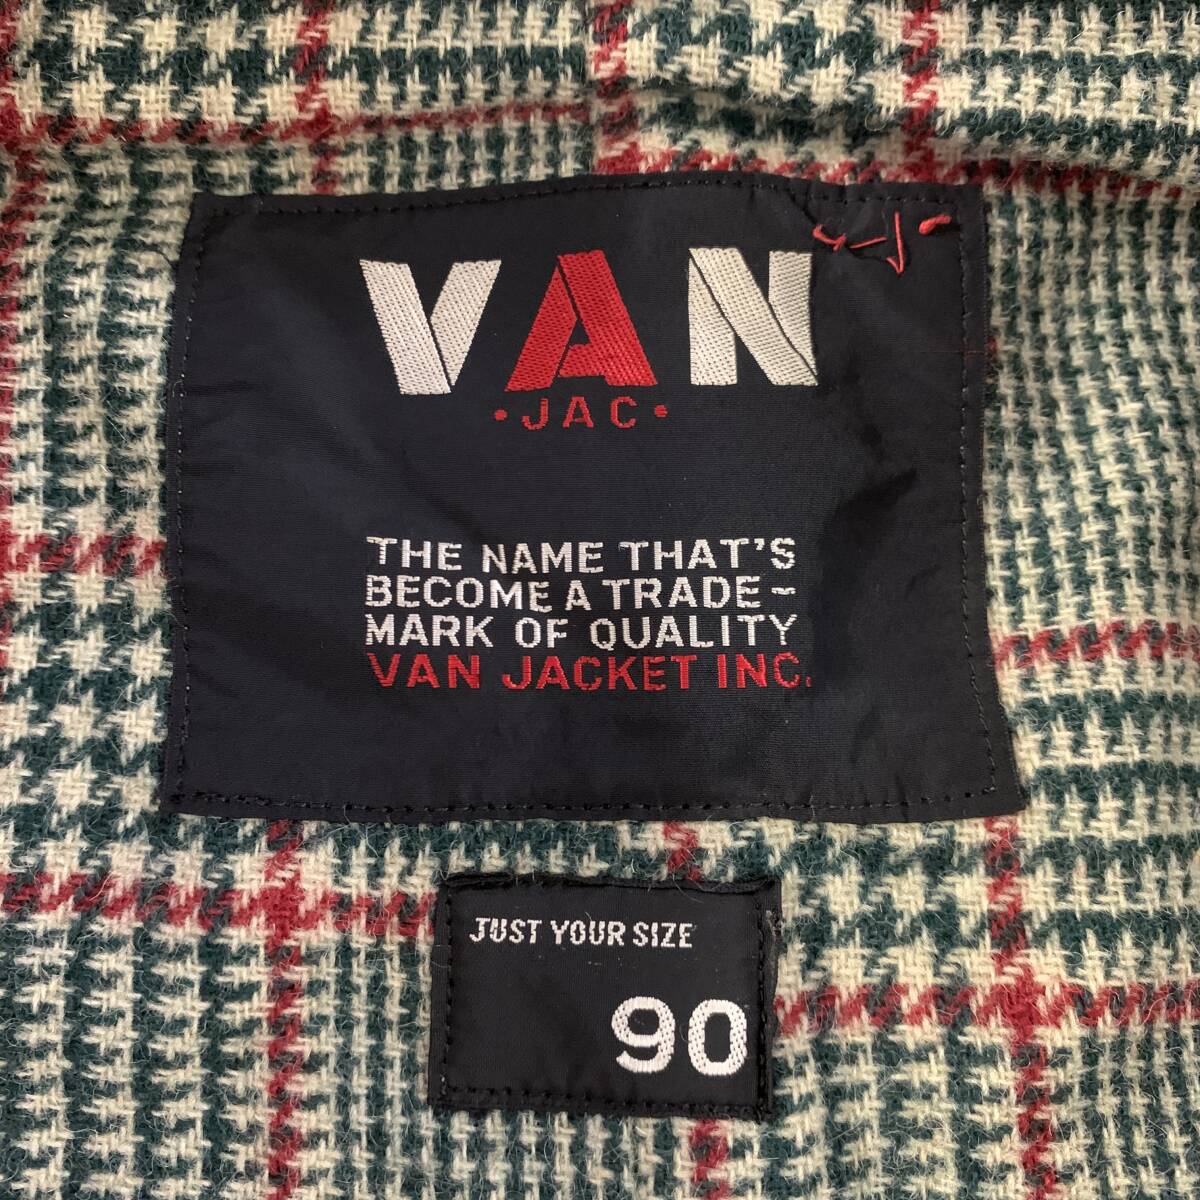 VAN
•JAC•
THE NAME THAT'S
BECOME A TRADE-
MARK OF QUALITY
VAN JACKET INC.
JUST YOUR SIZE
90